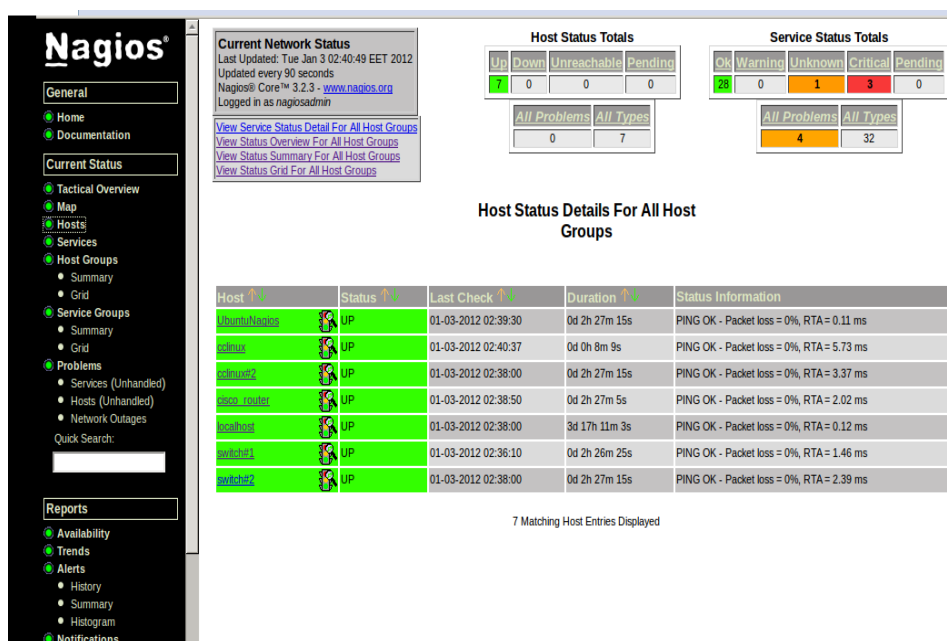 Nagios®
General
Home
Documentation
Current Status
Tactical Overview
Map
Hosts
Services
Host Groups
Summary
Grid
Service Groups
Summary
Grid
Problems
Services (Unhandled)
Hosts (Unhandled)
Network Outages
Quick Search:
Reports
Availability
Trends
Alerts
History
Summary
Histogram
Notifications
Current Network Status
Last Updated: Tue Jan 3 02:40:49 EET 2012
Updated every 90 seconds
Nagios® Core™ 3.2.3 - www.nagios.org
Logged in as nagiosadmin
View Service Status Detail For All Host Groups
View Status Overview For All Host Groups
View Status Summary For All Host Groups
View Status Grid For All Host Groups
Host Status Totals
Up Down Unreachable Pending
7 0 0 0
All Problems All Types
0 7
Service Status Totals
Ok Warning Unknown Critical Pending
28 0 1 3 0
All Problems All Types
4 32
Host Status Details For All Host
Groups
Host Status Last Check Duration Status Information
UbuntuNagios UP 01-03-2012 02:39:30 0d 2h 27m 15s PING OK - Packet loss = 0%, RTA = 0.11 ms
cclinux UP 01-03-2012 02:40:37 0d 0h 8m 9s PING OK - Packet loss = 0%, RTA = 5.73 ms
cclinux#2 UP 01-03-2012 02:38:00 0d 2h 27m 15s PING OK - Packet loss = 0%, RTA = 3.37 ms
cisco_router UP 01-03-2012 02:38:50 0d 2h 27m 5s PING OK - Packet loss = 0%, RTA = 2.02 ms
localhost UP 01-03-2012 02:38:00 3d 17h 11m 3s PING OK - Packet loss = 0%, RTA = 0.12 ms
switch#1 UP 01-03-2012 02:36:10 0d 2h 26m 25s PING OK - Packet loss = 0%, RTA = 1.46 ms
switch#2 UP 01-03-2012 02:38:00 0d 2h 27m 15s PING OK - Packet loss = 0%, RTA = 2.39 ms
7 Matching Host Entries Displayed